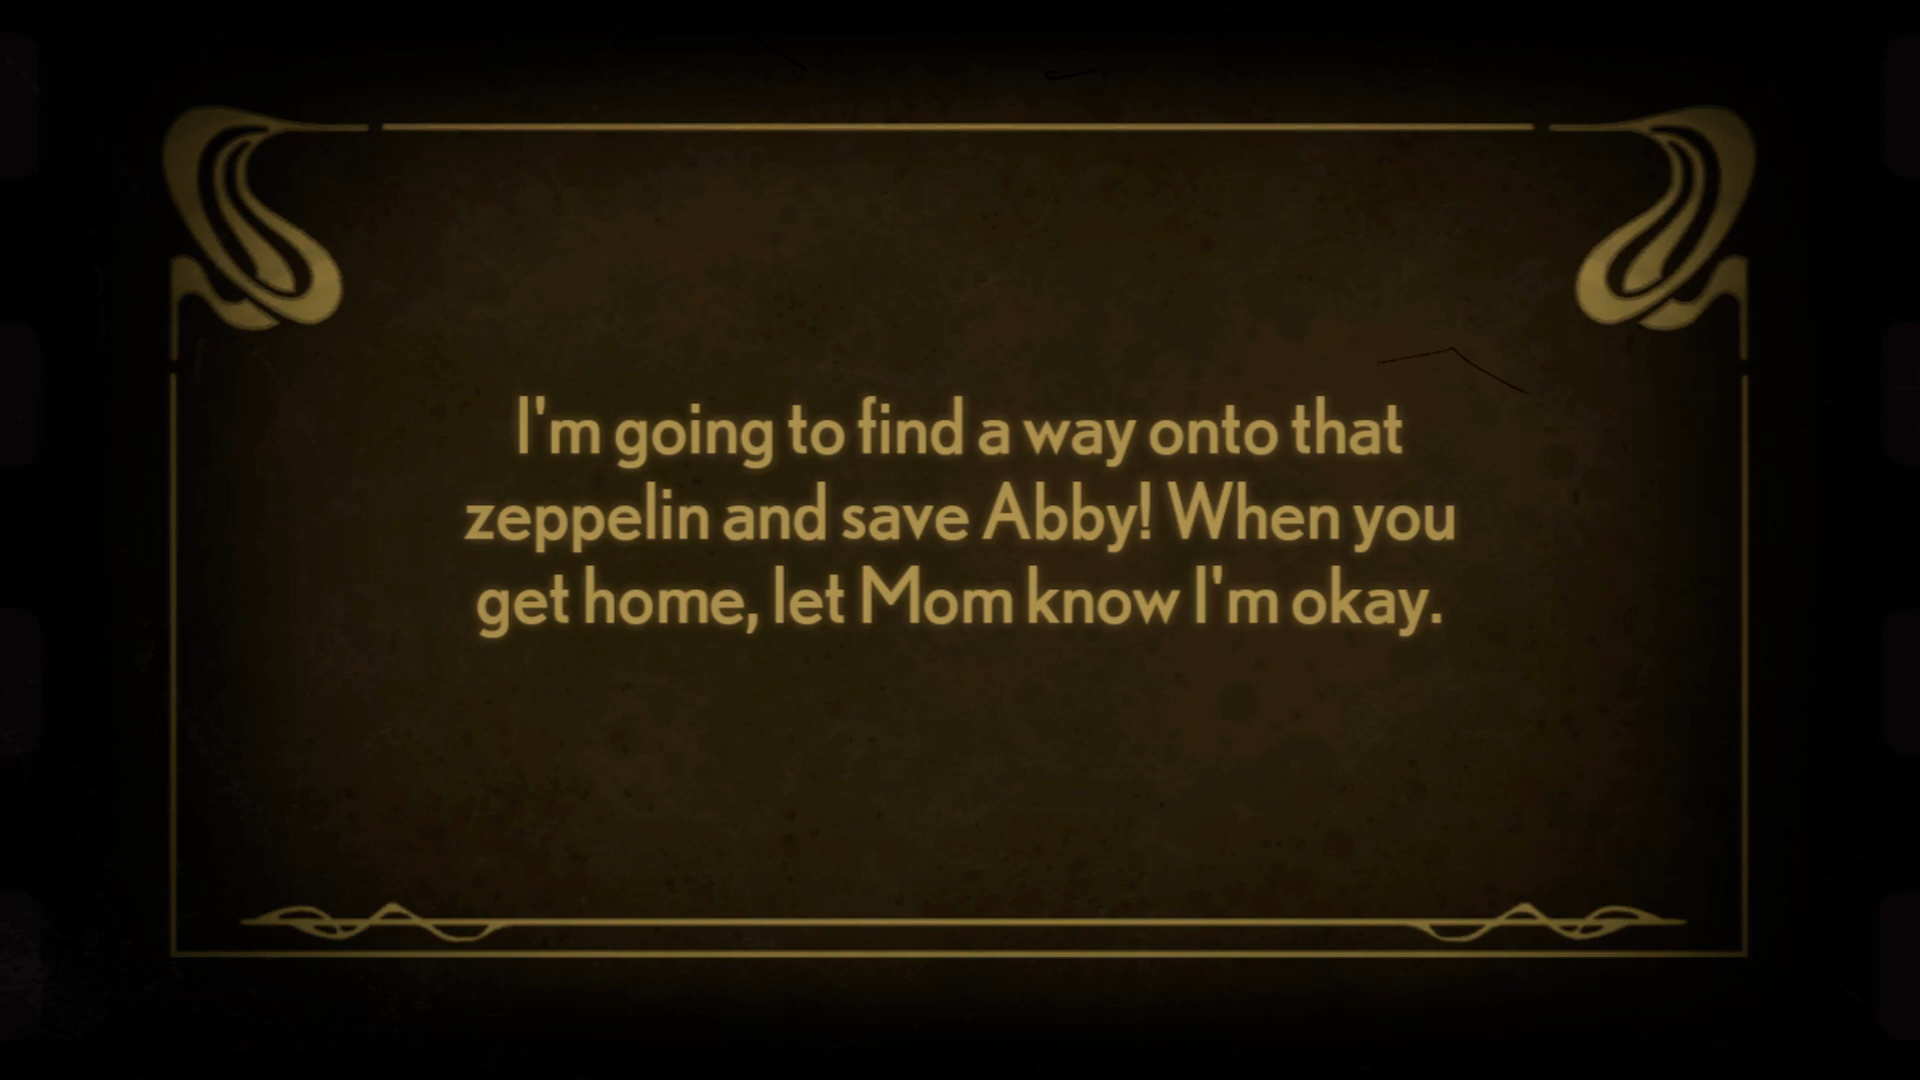 I'm going to find a way onto that
zeppelin and save Abby! When you
get home, let Mom know I'm okay.